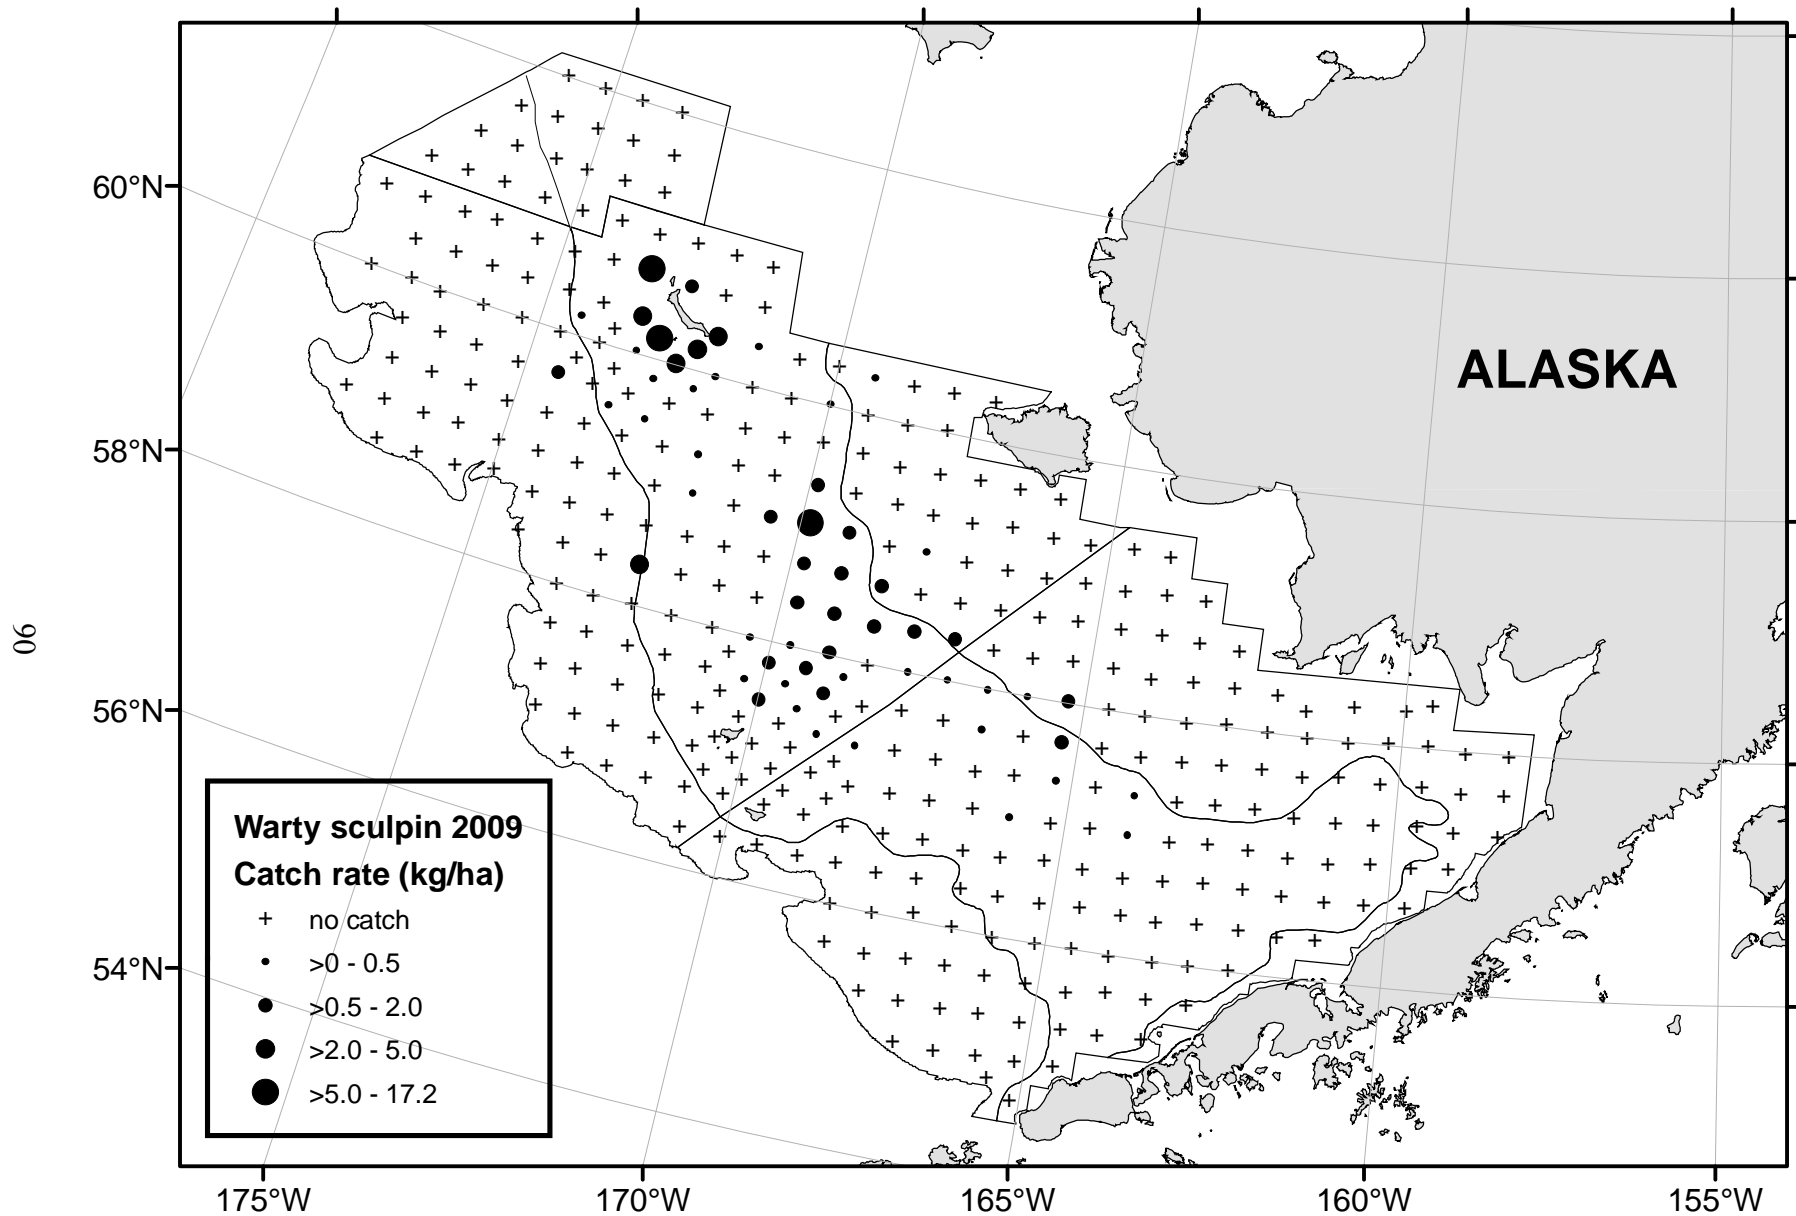 60°N
58°N
56°N
54°N
90
ALASKA
Warty sculpin 2009
Catch rate (kg/ha)
no catch
>0 - 0.5
>0.5 - 2.0
>2.0 - 5.0
>5.0 - 17.2
175°W
170°W
165°W
160°W
155°W